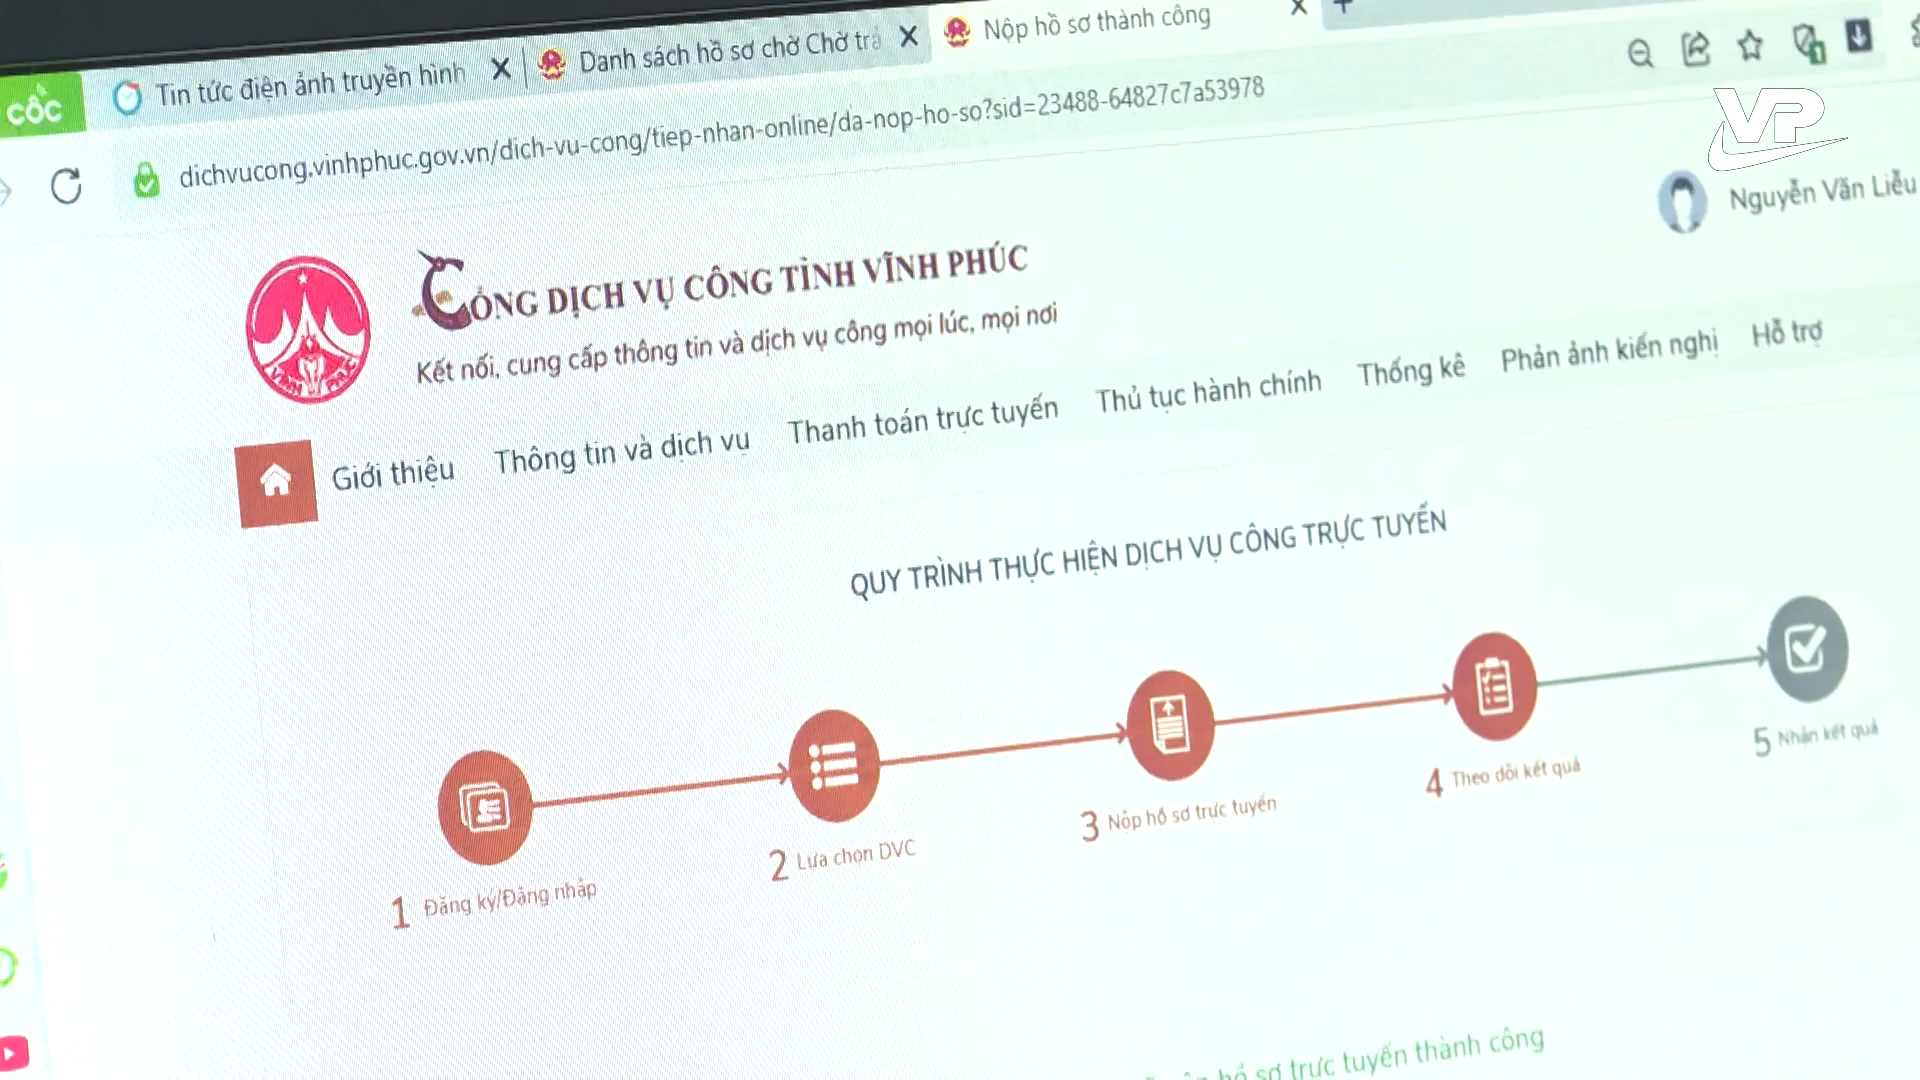 CỐC CỐC
Tin tức điện ảnh truyền hình
Danh sách hồ sơ chờ Chờ trả
Nộp hồ sơ thành công
dichvucong.vinhphuc.gov.vn/dich-vu-cong/tiep-nhan-online/da-nop-ho-so?sid=23488-64827c7a53978
VP
Nguyễn Văn Liễu
CỔNG DỊCH VỤ CÔNG TỈNH VĨNH PHÚC
Kết nối, cung cấp thông tin và dịch vụ công mọi lúc, mọi nơi
VĨNH PHÚC
Giới thiệu
Thông tin và dịch vụ
Thanh toán trực tuyến
Thủ tục hành chính
Thống kê
Phản ảnh kiến nghị
Hỗ trợ
QUY TRÌNH THỰC HIỆN DỊCH VỤ CÔNG TRỰC TUYẾN
1 Đăng ký/Đăng nhập
2 Lựa chọn DVC
3 Nộp hồ sơ trực tuyến
4 Theo dõi kết quả
5 Nhận kết quả
hồ sơ trực tuyến thành công